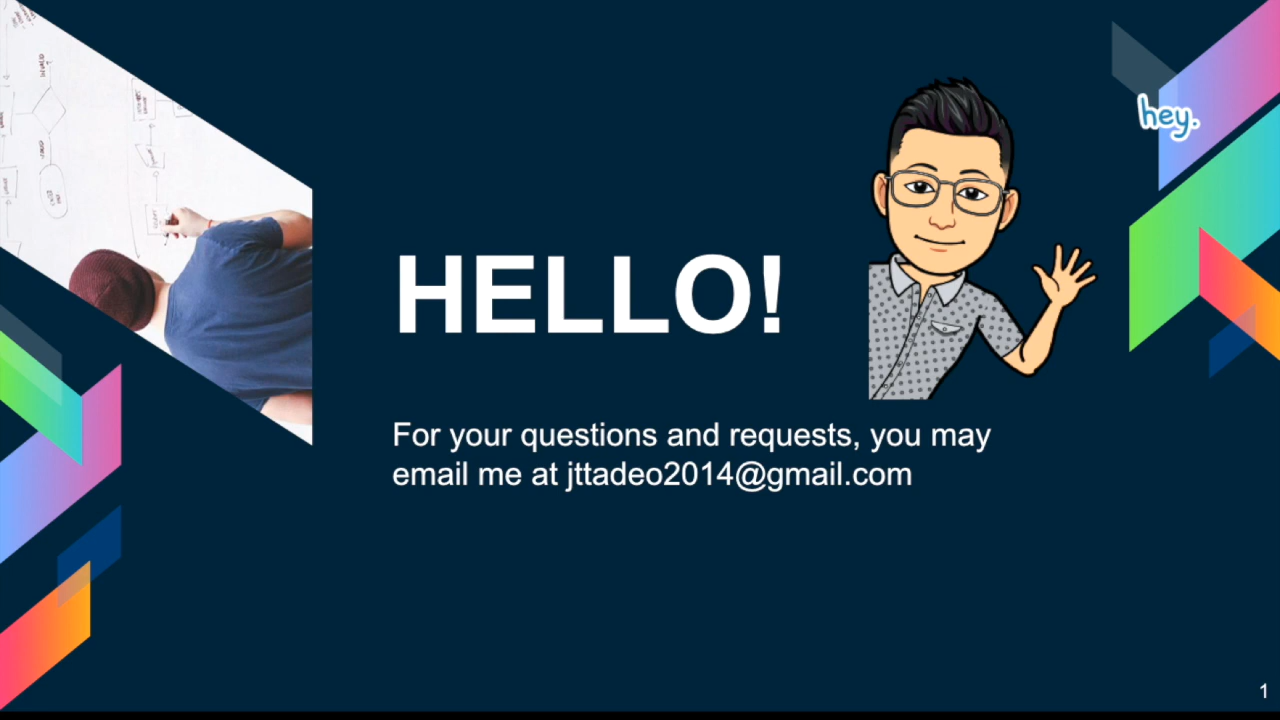 hey.
HELLO!
For your questions and requests, you may
email me at jttadeo2014@gmail.com
1